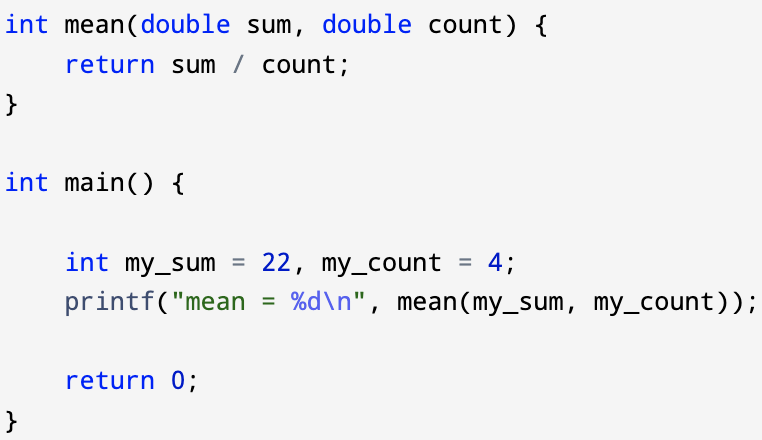 int mean(double sum, double count) {
    return sum / count;
}

int main() {

    int my_sum = 22, my_count = 4;
    printf("mean = %d\n", mean(my_sum, my_count));

    return 0;
}